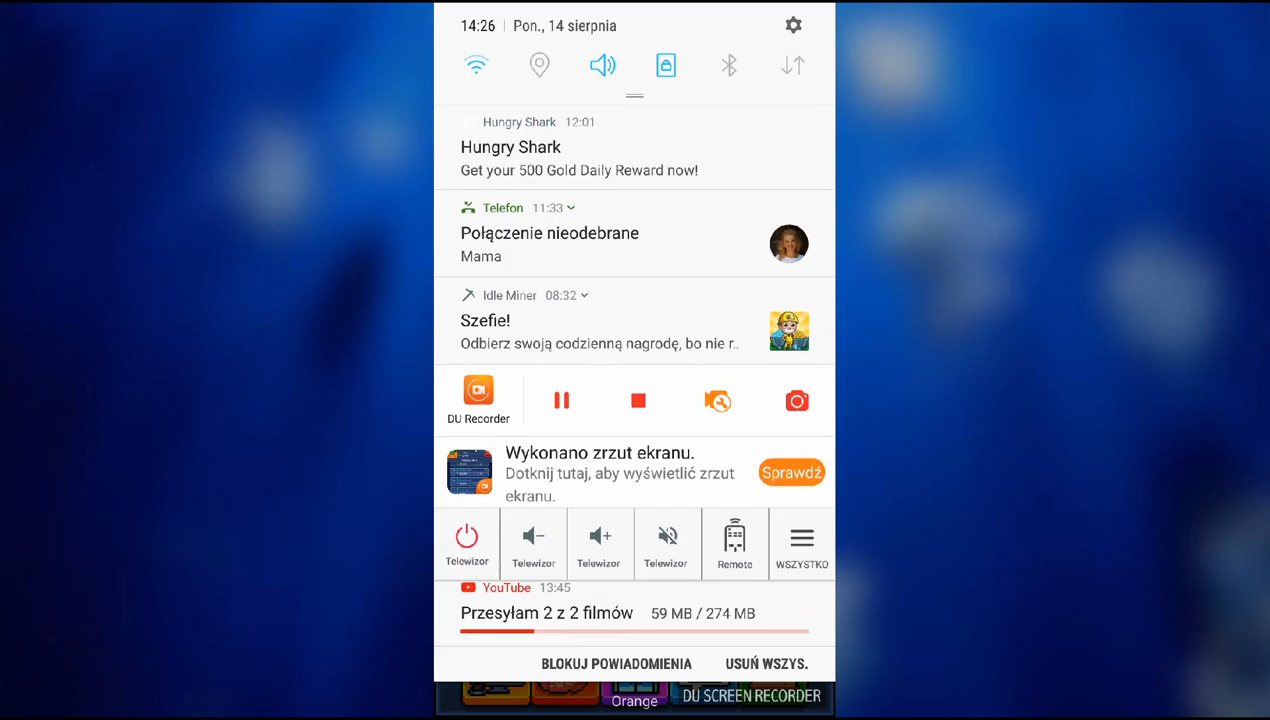 14:26 | Pon., 14 sierpnia
Hungry Shark 12:01
Hungry Shark
Get your 500 Gold Daily Reward now!
Telefon 11:33
Połączenie nieodebrane
Mama
Idle Miner 08:32
Szefie!
Odbierz swoją codzienną nagrodę, bo nie r..
DU Recorder
Wykonano zrzut ekranu.
Dotknij tutaj, aby wyświetlić zrzut
ekranu.
Sprawdź
Telewizor Telewizor Telewizor Telewizor Remote WSZYSTKO
YouTube 13:45
Przesyłam 2 z 2 filmów 59 MB / 274 MB
BLOKUJ POWIADOMIENIA USUŃ WSZYS.
Orange DU SCREEN RECORDER